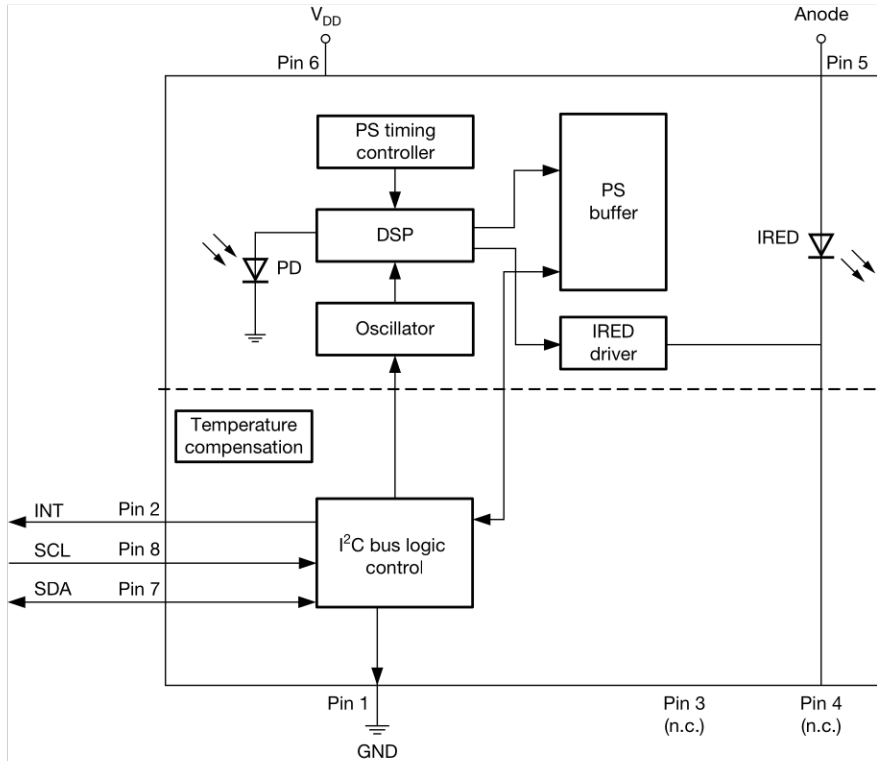 VDD
Anode
Pin 6
Pin 5
PS timing
controller
PS
buffer
DSP
IRED
PD
Oscillator
IRED
driver
Temperature
compensation
INT
Pin 2
SCL
Pin 8
I²C bus logic
control
SDA
Pin 7
Pin 1
Pin 3
(n.c.)
Pin 4
(n.c.)
GND